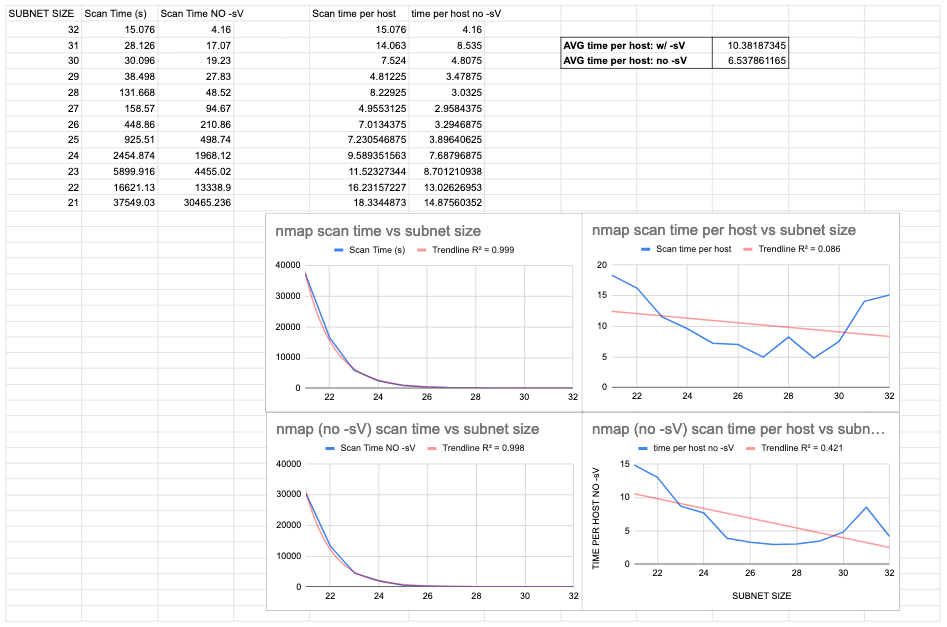 SUBNET SIZE Scan Time (s) Scan Time NO -sV Scan time per host time per host no -sV
32 15.076 4.16 15.076 4.16
31 28.126 17.07 14.063 8.535 AVG time per host: w/ -sV 10.38187345
30 30.096 19.23 7.524 4.8075 AVG time per host: no -sV 6.537861165
29 38.498 27.83 4.81225 3.47875
28 131.668 48.52 8.22925 3.0325
27 158.57 94.67 4.9553125 2.9584375
26 448.86 210.86 7.0134375 3.2946875
25 925.51 498.74 7.230546875 3.89640625
24 2454.874 1968.12 9.589351563 7.68796875
23 5899.916 4455.02 11.52327344 8.701210938
22 16621.13 13338.9 16.23157227 13.02626953
21 37549.03 30465.236 18.3344873 14.87560352
nmap scan time vs subnet size
Scan Time (s) Trendline R² = 0.999
40000
30000
20000
10000
0
22 24 26 28 30 32
nmap scan time per host vs subnet size
Scan time per host Trendline R² = 0.086
20
15
10
5
0
22 24 26 28 30 32
nmap (no -sV) scan time vs subnet size
Scan Time NO -sV Trendline R² = 0.998
40000
30000
20000
10000
0
22 24 26 28 30 32
nmap (no -sV) scan time per host vs subn…
time per host no -sV Trendline R² = 0.421
TIME PER HOST NO -sV
15
10
5
0
22 24 26 28 30 32
SUBNET SIZE